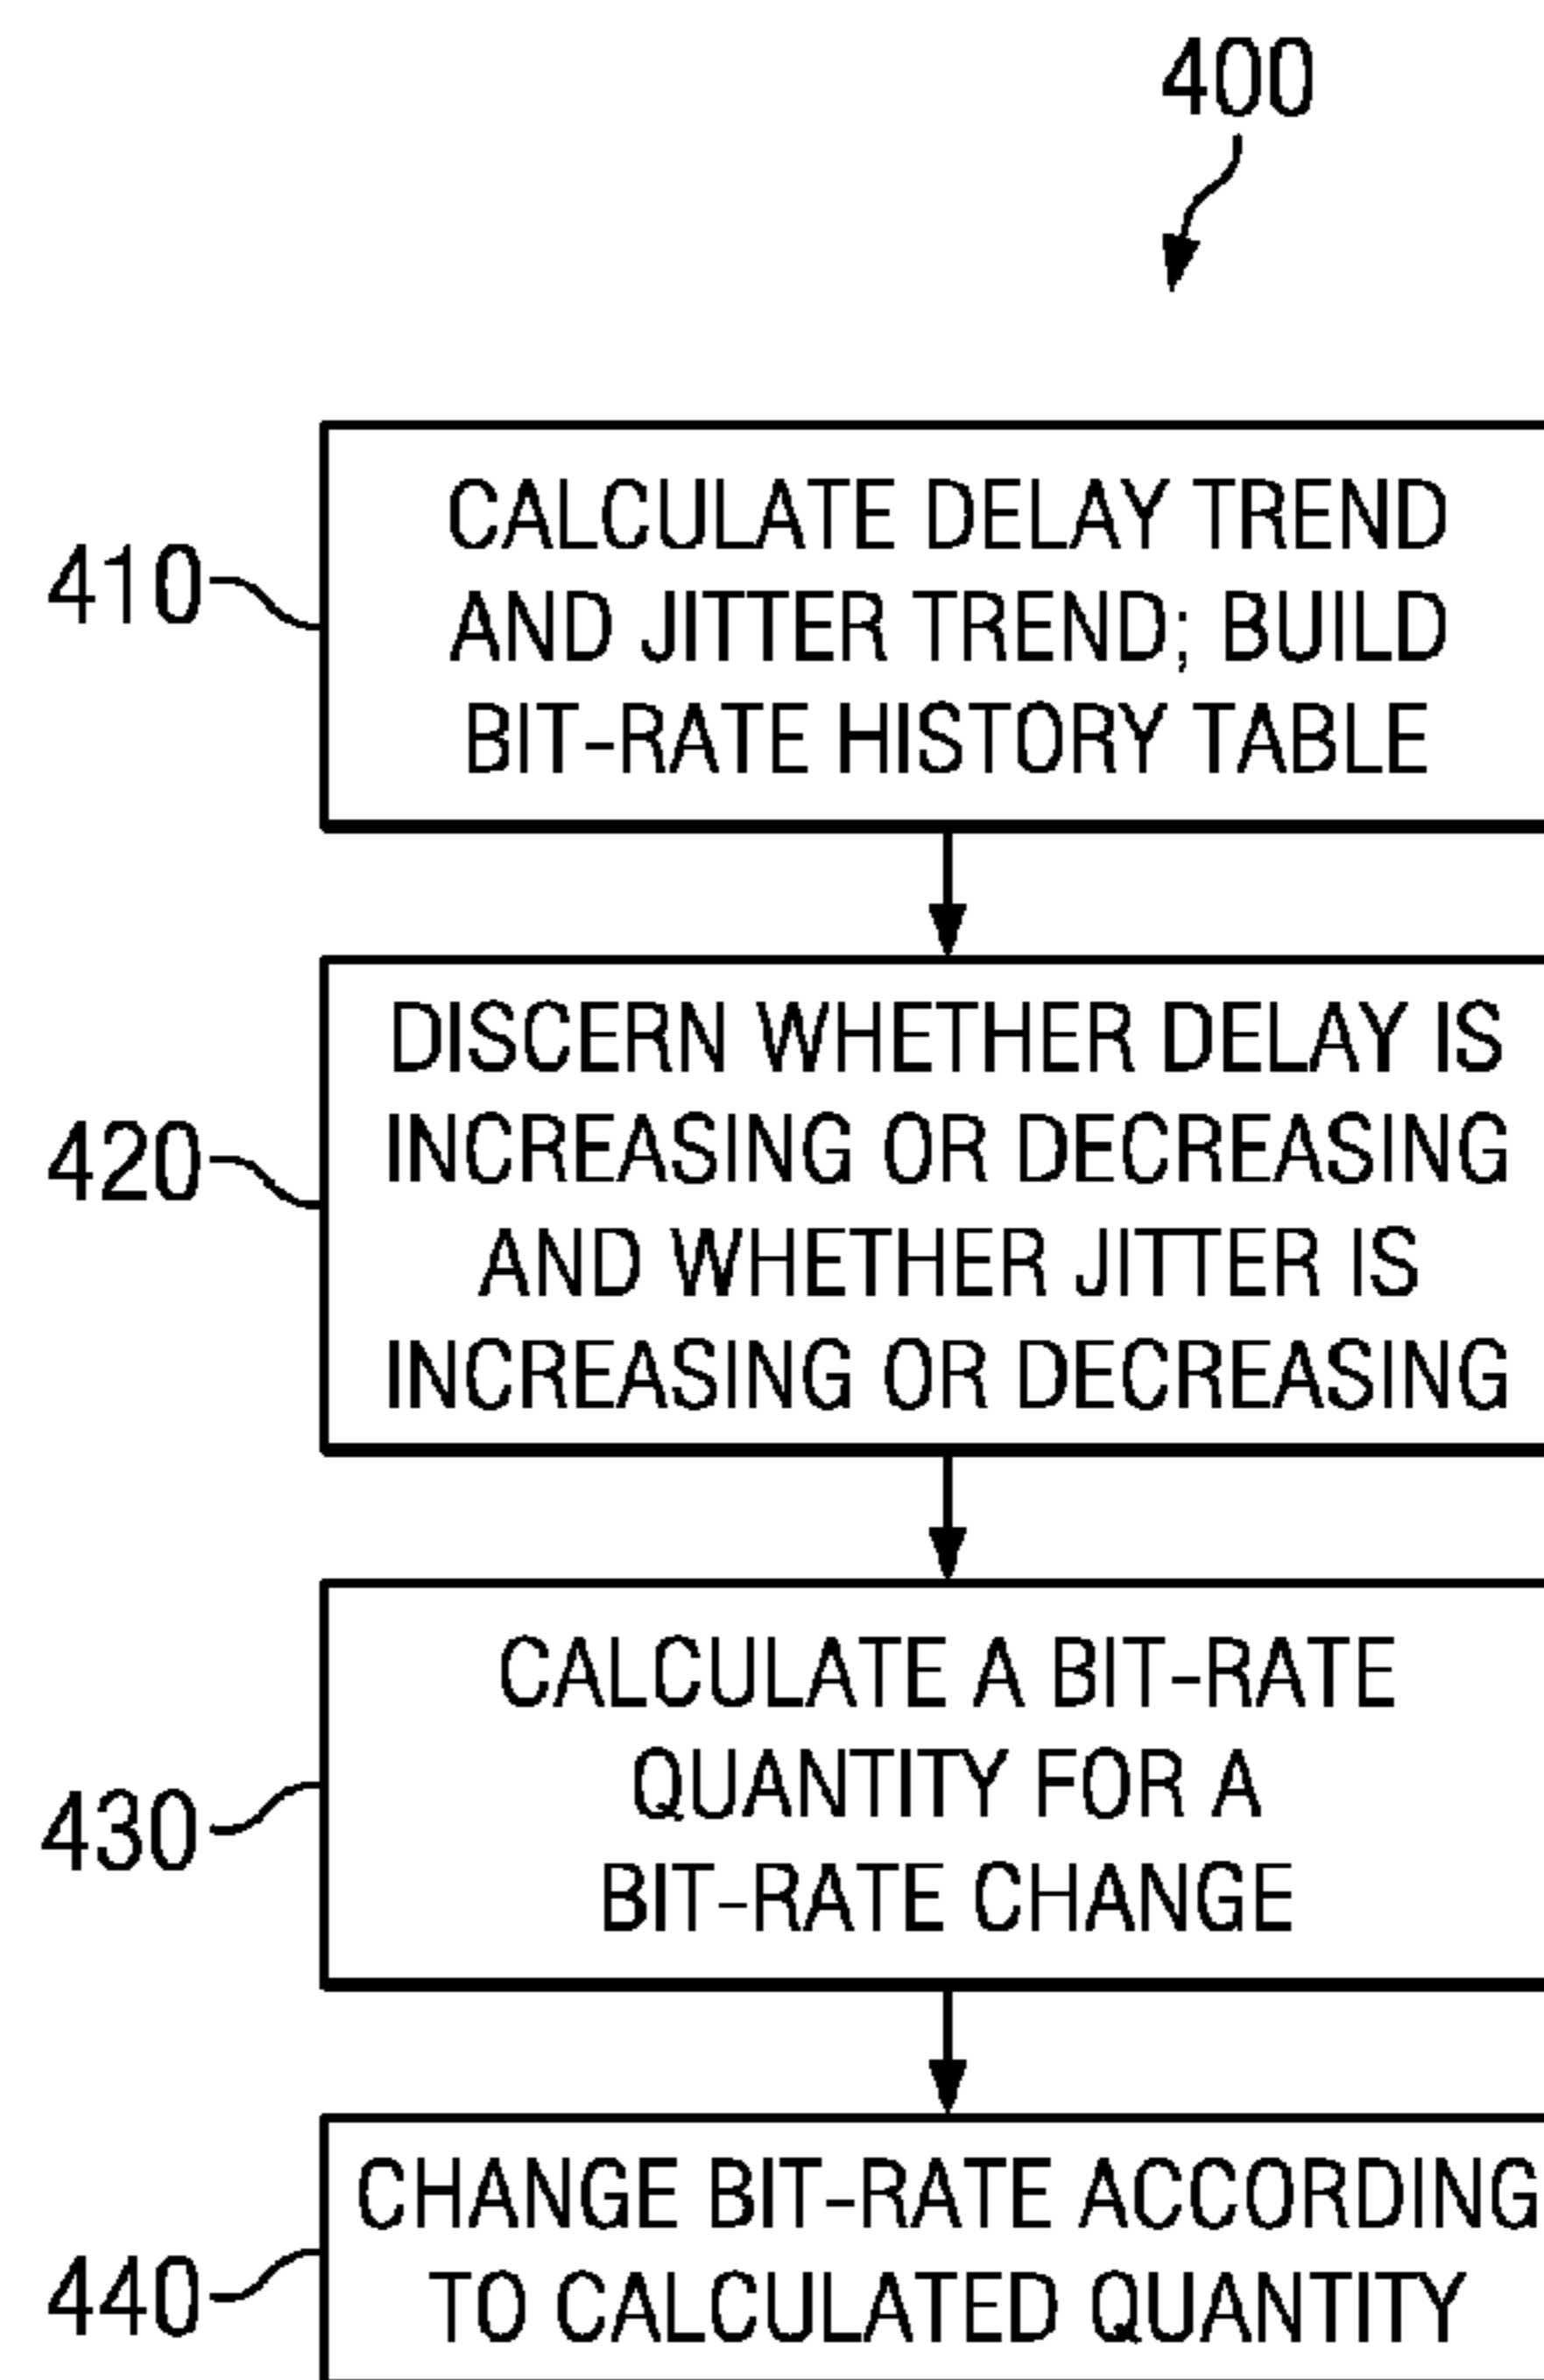 400
410
CALCULATE DELAY TREND
AND JITTER TREND; BUILD
BIT-RATE HISTORY TABLE
420
DISCERN WHETHER DELAY IS
INCREASING OR DECREASING
AND WHETHER JITTER IS
INCREASING OR DECREASING
430
CALCULATE A BIT-RATE
QUANTITY FOR A
BIT-RATE CHANGE
440
CHANGE BIT-RATE ACCORDING
TO CALCULATED QUANTITY